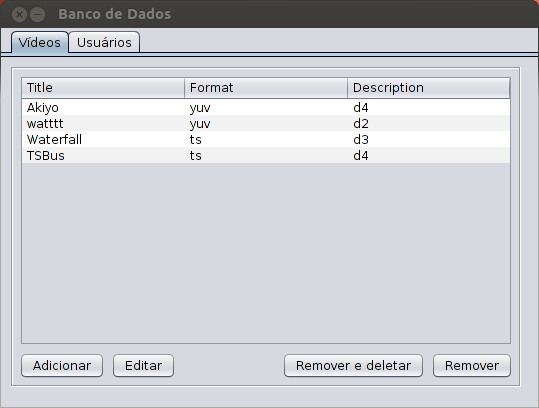 Banco de Dados
Vídeos Usuários
Title Format Description
Akiyo yuv d4
watttt yuv d2
Waterfall ts d3
TSBus ts d4
Adicionar Editar Remover e deletar Remover